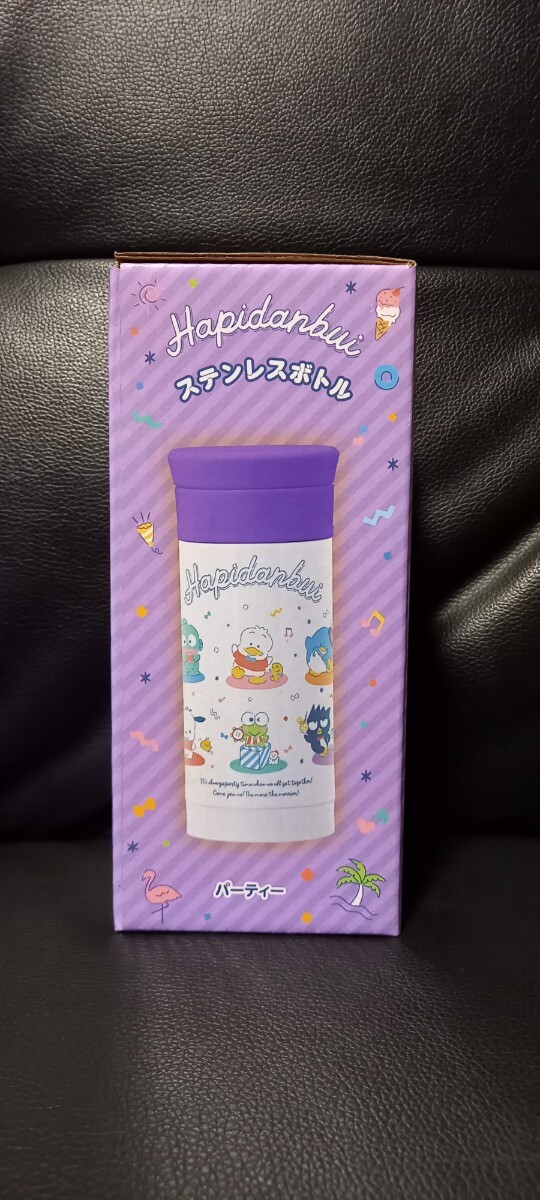 Hapidanbui
ステンレスボトル
Hapidanbui
It's always party time when we all get together!
Come join us! The more the merrier!
パーティー